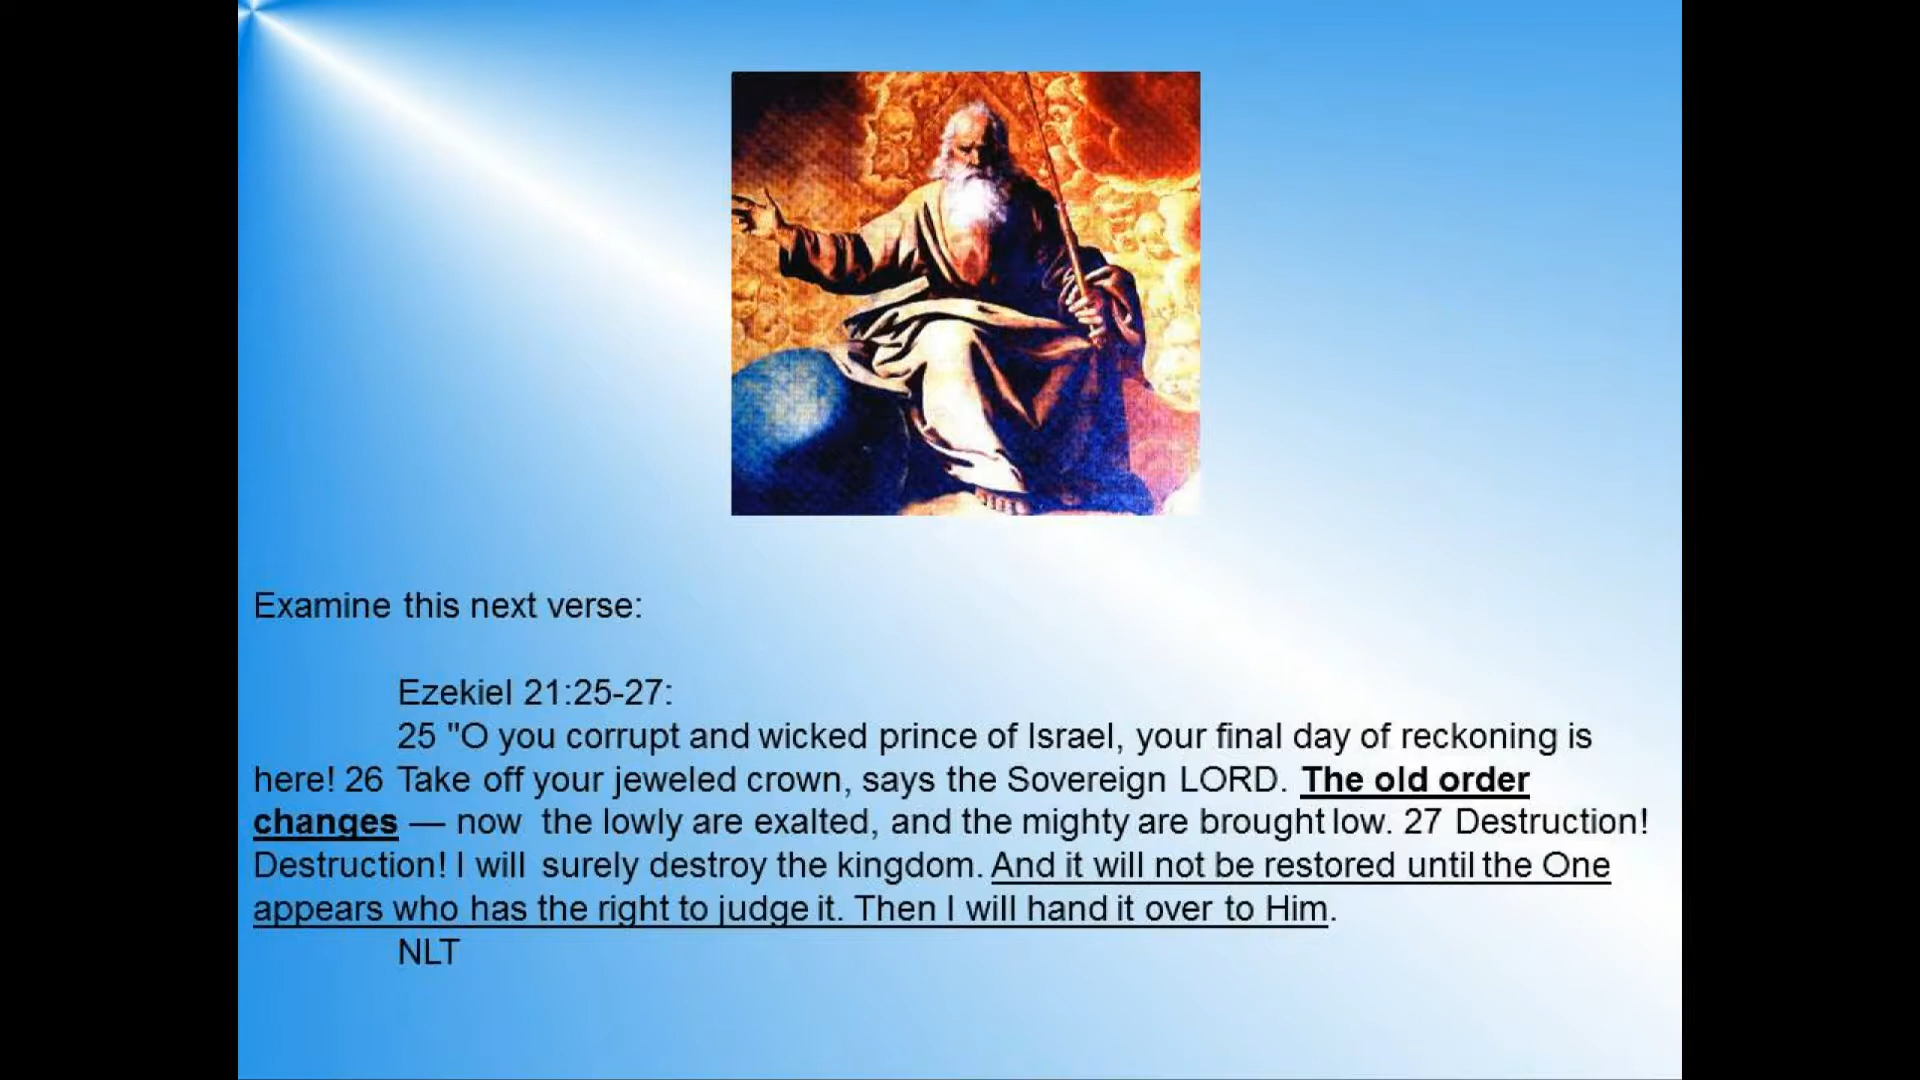 Examine this next verse:
Ezekiel 21:25-27:
25 "O you corrupt and wicked prince of Israel, your final day of reckoning is
here! 26 Take off your jeweled crown, says the Sovereign LORD. The old order
changes — now the lowly are exalted, and the mighty are brought low. 27 Destruction!
Destruction! I will surely destroy the kingdom. And it will not be restored until the One
appears who has the right to judge it. Then I will hand it over to Him.
NLT